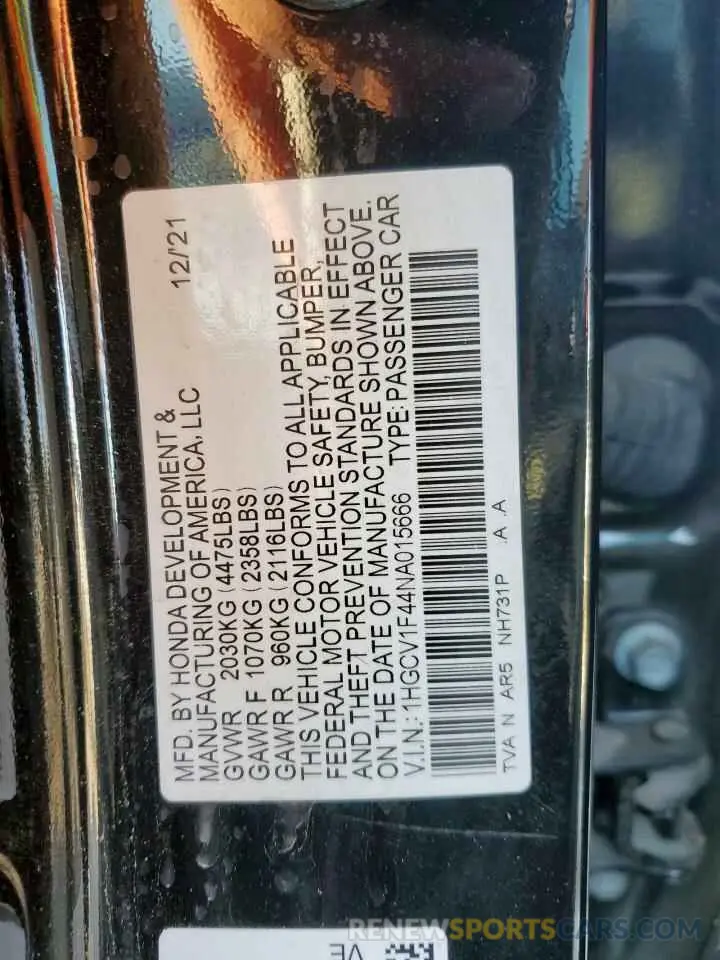 MFD. BY HONDA DEVELOPMENT & 12/'21
MANUFACTURING OF AMERICA, LLC
GVWR 2030KG (4475LBS)
GAWR F 1070KG (2358LBS)
GAWR R 960KG (2116LBS)
THIS VEHICLE CONFORMS TO ALL APPLICABLE
FEDERAL MOTOR VEHICLE SAFETY, BUMPER,
AND THEFT PREVENTION STANDARDS IN EFFECT
ON THE DATE OF MANUFACTURE SHOWN ABOVE.
V.I.N.: 1HGCV1F44NA015666 TYPE: PASSENGER CAR
TVA N AR5 NH731P A A
RENEWSPORTSCARS.COM